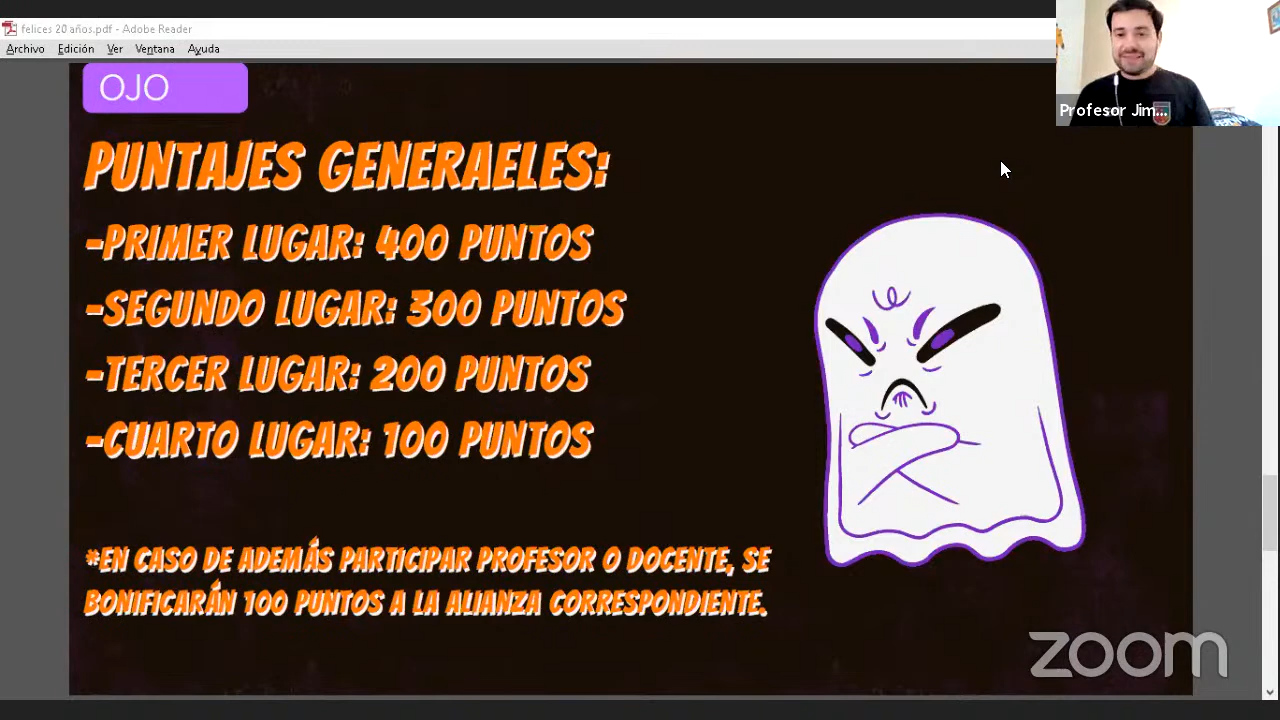 felices 20 años.pdf - Adobe Reader
Archivo Edición Ver Ventana Ayuda
OJO
Profesor Jim...
PUNTAJES GENERAELES:
-PRIMER LUGAR: 400 PUNTOS
-SEGUNDO LUGAR: 300 PUNTOS
-TERCER LUGAR: 200 PUNTOS
-CUARTO LUGAR: 100 PUNTOS
*EN CASO DE ADEMÁS PARTICIPAR PROFESOR O DOCENTE, SE
BONIFICARÁN 100 PUNTOS A LA ALIANZA CORRESPONDIENTE.
zoom